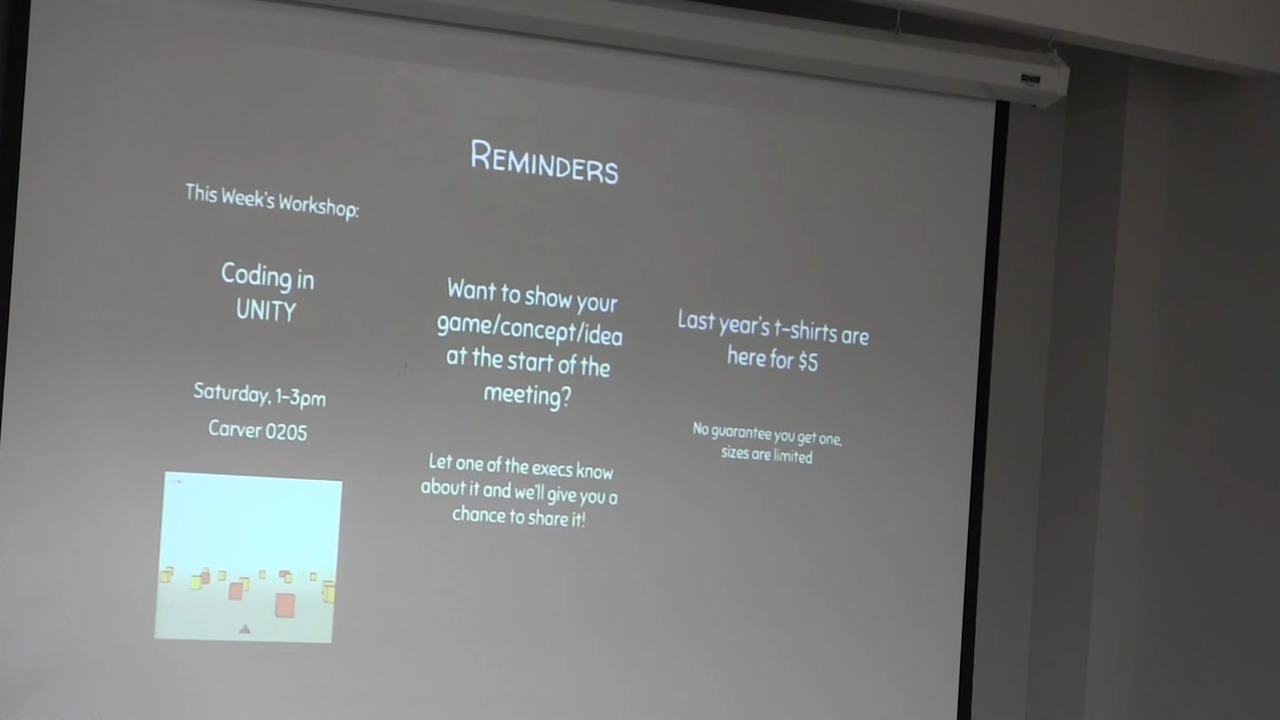 Reminders
This Week's Workshop:
Coding in
UNITY
Saturday, 1-3pm
Carver 0205
Want to show your
game/concept/idea
at the start of the
meeting?
Let one of the execs know
about it and we'll give you a
chance to share it!
Last year's t-shirts are
here for $5
No guarantee you get one,
sizes are limited